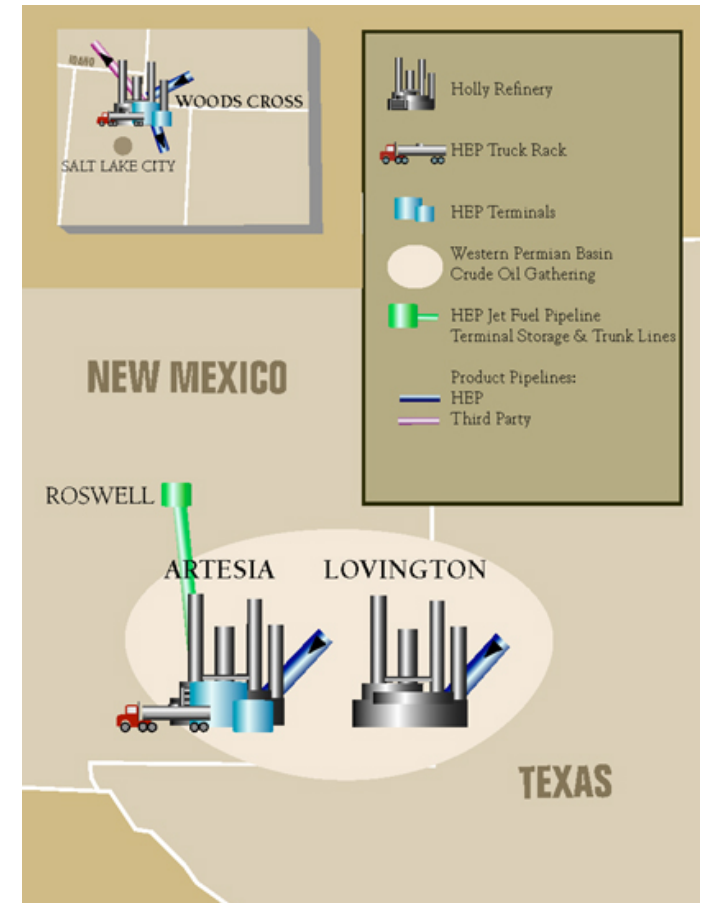 IDAHO
WOODS CROSS
SALT LAKE CITY
Holly Refinery
HEP Truck Rack
HEP Terminals
Western Permian Basin
Crude Oil Gathering
HEP Jet Fuel Pipeline
Terminal Storage & Trunk Lines
Product Pipelines:
HEP
Third Party
NEW MEXICO
ROSWELL
ARTESIA
LOVINGTON
TEXAS